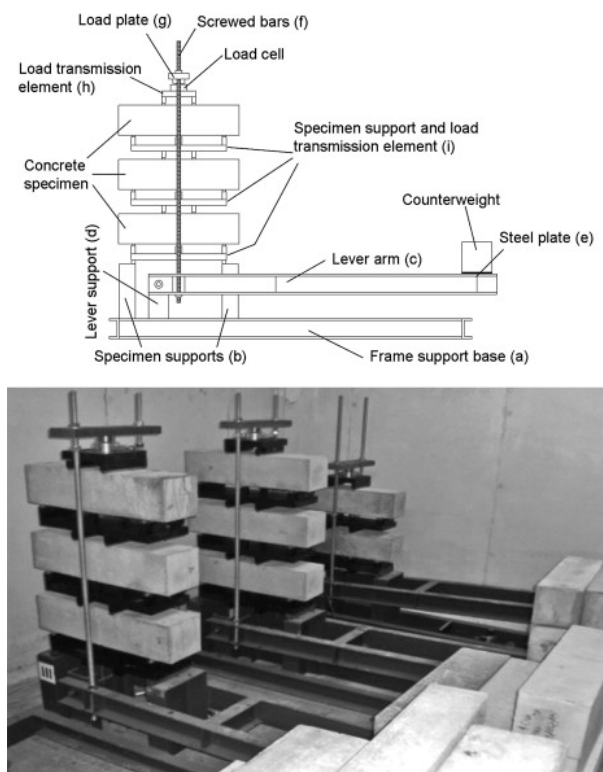 Load plate (g)
Screwed bars (f)
Load cell
Load transmission
element (h)
Specimen support and load
transmission element (i)
Concrete
specimen
Counterweight
Steel plate (e)
Lever support (d)
Lever arm (c)
Specimen supports (b)
Frame support base (a)
III